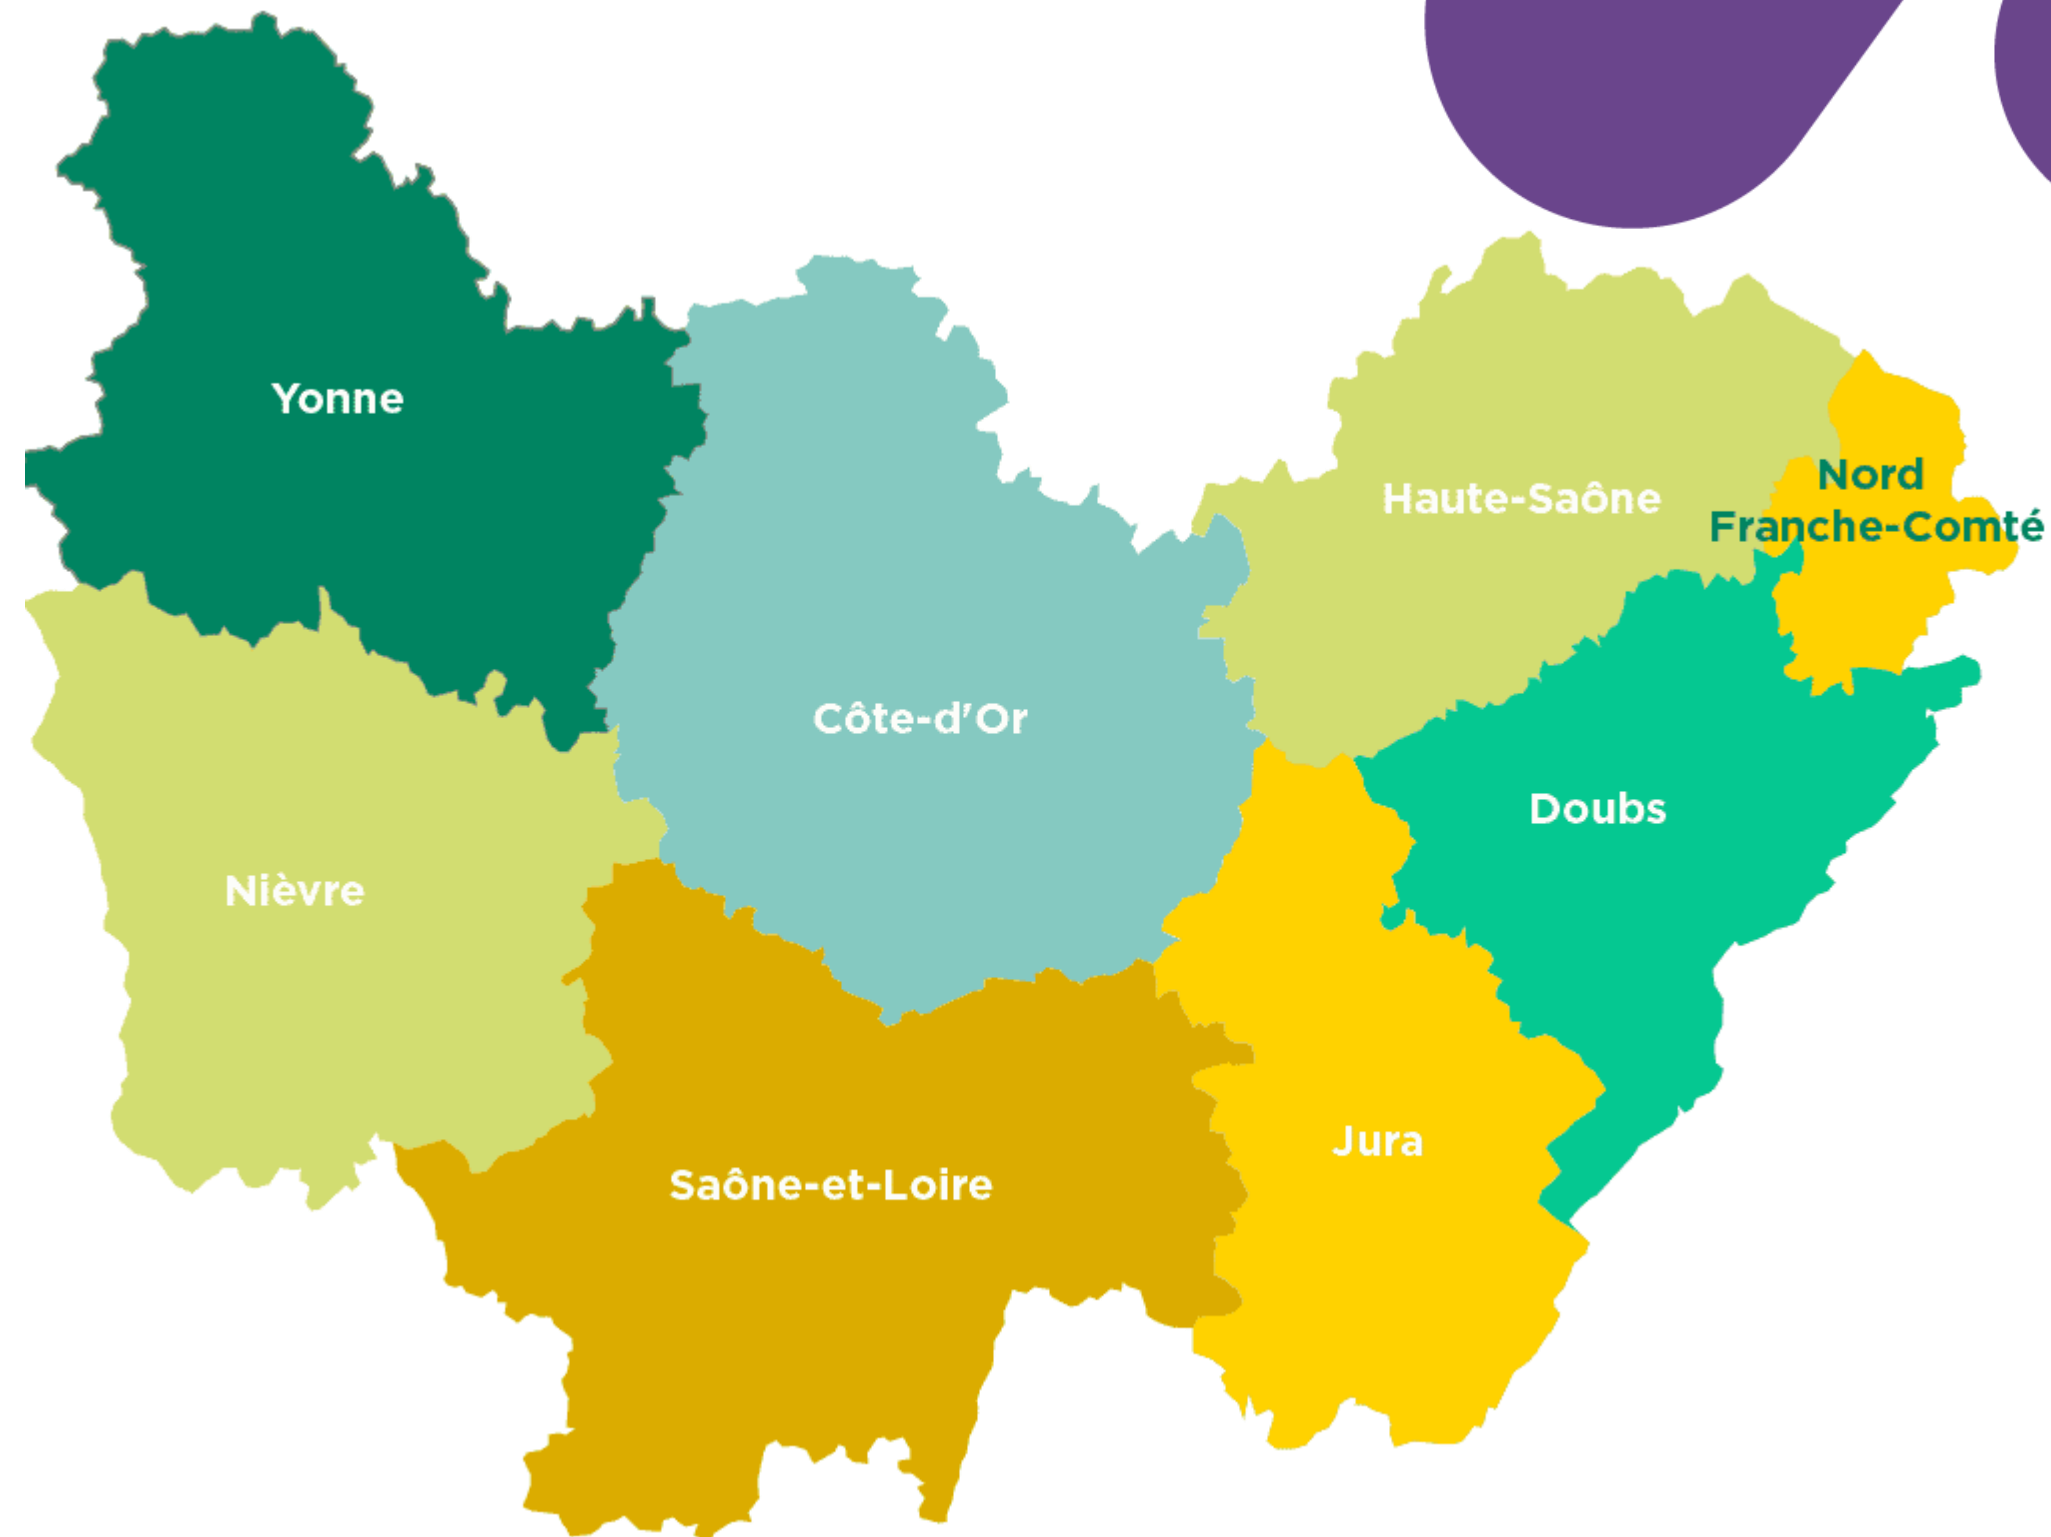 Yonne
Nord
Haute-Saône
Franche-Comté
Côte-d'Or
Doubs
Nièvre
Jura
Saône-et-Loire